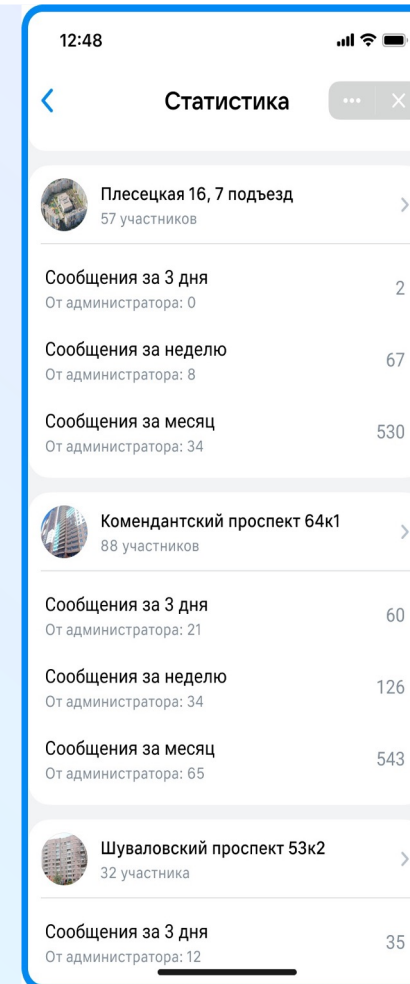 12:48
Статистика
Плесецкая 16, 7 подъезд
57 участников
Сообщения за 3 дня
2
От администратора: 0
Сообщения за неделю
67
От администратора: 8
Сообщения за месяц
530
От администратора: 34
Комендантский проспект 64к1
88 участников
Сообщения за 3 дня
60
От администратора: 21
Сообщения за неделю
126
От администратора: 34
Сообщения за месяц
543
От администратора: 65
Шуваловский проспект 53к2
32 участника
Сообщения за 3 дня
35
От администратора: 12